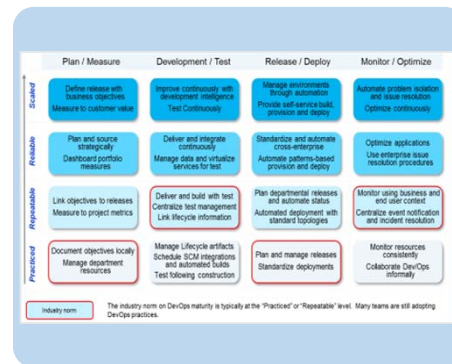 Plan / Measure
Development / Test
Release / Deploy
Monitor / Optimize
Scaled
Define release with
business objectives
Measure to customer value
Improve continuously with
development intelligence
Test Continuously
Manage environments
through automation
Provide self-service build,
provision and deploy
Automate problem isolation
and issue resolution
Optimize continuously
Reliable
Plan and source
strategically
Dashboard portfolio
measures
Deliver and integrate
continuously
Manage data and virtualize
services for test
Standardize and automate
cross-enterprise
Automate patterns-based
provision and deploy
Optimize applications
Use enterprise issue
resolution procedures
Repeatable
Link objectives to releases
Measure to project metrics
Deliver and build with test
Centralize test management
Link lifecycle information
Plan departmental releases
and automate status
Automated deployment with
standard topologies
Monitor using business and
end user context
Centralize event notification
and incident resolution
Practiced
Document objectives locally
Manage department
resources
Manage Lifecycle artifacts
Schedule SCM integrations
and automated builds
Test following construction
Plan and manage releases
Standardize deployments
Monitor resources
consistently
Collaborate Dev/Ops
informally
Industry norm
The industry norm on DevOps maturity is typically at the "Practiced" or "Repeatable" level. Many teams are still adopting
DevOps practices.